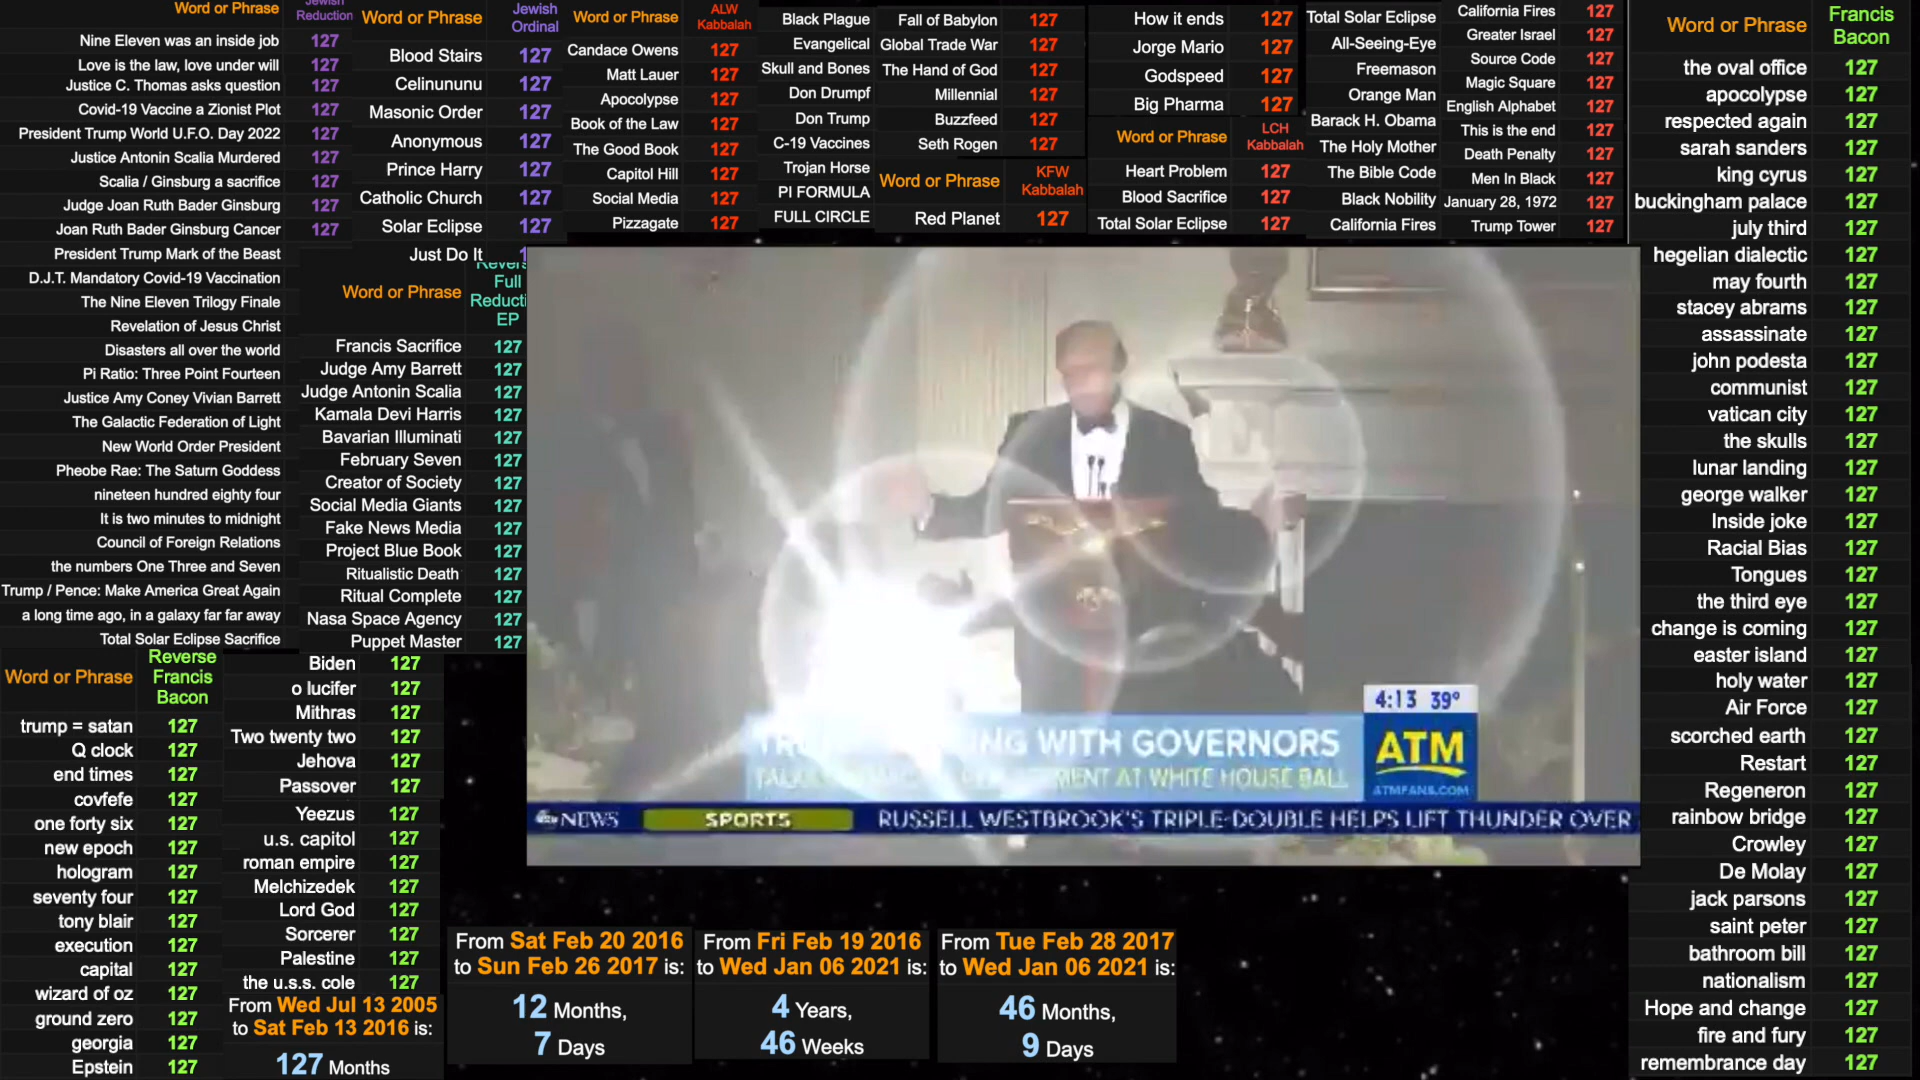 Word or Phrase
Jewish Reduction
Nine Eleven was an inside job 127
Love is the law, love under will 127
Justice C. Thomas asks question 127
Covid-19 Vaccine a Zionist Plot 127
President Trump World U.F.O. Day 2022 127
Justice Antonin Scalia Murdered 127
Scalia / Ginsburg a sacrifice 127
Judge Joan Ruth Bader Ginsburg 127
Joan Ruth Bader Ginsburg Cancer 127
President Trump Mark of the Beast
D.J.T. Mandatory Covid-19 Vaccination
The Nine Eleven Trilogy Finale
Revelation of Jesus Christ
Disasters all over the world
Pi Ratio: Three Point Fourteen
Justice Amy Coney Vivian Barrett
The Galactic Federation of Light
New World Order President
Pheobe Rae: The Saturn Goddess
nineteen hundred eighty four
It is two minutes to midnight
Council of Foreign Relations
the numbers One Three and Seven
Trump / Pence: Make America Great Again
a long time ago, in a galaxy far far away
Total Solar Eclipse Sacrifice
Word or Phrase
Jewish
Ordinal
Blood Stairs 127
Celinununu 127
Masonic Order 127
Anonymous 127
Prince Harry 127
Catholic Church 127
Solar Eclipse 127
Just Do It
Word or Phrase
Reverse
Full
Reducti
EP
Francis Sacrifice 127
Judge Amy Barrett 127
Judge Antonin Scalia 127
Kamala Devi Harris 127
Bavarian Illuminati 127
February Seven 127
Creator of Society 127
Social Media Giants 127
Fake News Media 127
Project Blue Book 127
Ritualistic Death 127
Ritual Complete 127
Nasa Space Agency 127
Puppet Master 127
Word or Phrase
ALW
Kabbalah
Candace Owens 127
Matt Lauer 127
Apocolypse 127
Book of the Law 127
The Good Book 127
Capitol Hill 127
Social Media 127
Pizzagate 127
Black Plague
Evangelical
Skull and Bones
Don Drumpf
Don Trump
C-19 Vaccines
Trojan Horse
PI FORMULA
FULL CIRCLE
Fall of Babylon 127
Global Trade War 127
The Hand of God 127
Millennial 127
Buzzfeed 127
Seth Rogen 127
Word or Phrase
KFW
Kabbalah
Red Planet 127
How it ends 127
Jorge Mario 127
Godspeed 127
Big Pharma 127
Word or Phrase
LCH
Kabbalah
Heart Problem 127
Blood Sacrifice 127
Total Solar Eclipse 127
Total Solar Eclipse
All-Seeing-Eye
Freemason
Orange Man
Barack H. Obama
The Holy Mother
The Bible Code
Black Nobility
California Fires
California Fires 127
Greater Israel 127
Source Code 127
Magic Square 127
English Alphabet 127
This is the end 127
Death Penalty 127
Men In Black 127
January 28, 1972 127
Trump Tower 127
Word or Phrase
Francis
Bacon
the oval office 127
apocolypse 127
respected again 127
sarah sanders 127
king cyrus 127
buckingham palace 127
july third 127
hegelian dialectic 127
may fourth 127
stacey abrams 127
assassinate 127
john podesta 127
communist 127
vatican city 127
the skulls 127
lunar landing 127
george walker 127
Inside joke 127
Racial Bias 127
Tongues 127
the third eye 127
change is coming 127
easter island 127
holy water 127
Air Force 127
scorched earth 127
Restart 127
Regeneron 127
rainbow bridge 127
Crowley 127
De Molay 127
jack parsons 127
saint peter 127
bathroom bill 127
nationalism 127
Hope and change 127
fire and fury 127
remembrance day 127
4:13 39°
NG WITH GOVERNORS
MENT AT WHITE HOUSE BALL
ATM
ATMFANS.COM
abc NEWS
SPORTS
RUSSELL WESTBROOK'S TRIPLE-DOUBLE HELPS LIFT THUNDER OVER
Word or Phrase
Reverse
Francis
Bacon
trump = satan 127
Q clock 127
end times 127
covfefe 127
one forty six 127
new epoch 127
hologram 127
seventy four 127
tony blair 127
execution 127
capital 127
wizard of oz 127
ground zero 127
georgia 127
Epstein 127
Biden 127
o lucifer 127
Mithras 127
Two twenty two 127
Jehova 127
Passover 127
Yeezus 127
u.s. capitol 127
roman empire 127
Melchizedek 127
Lord God 127
Sorcerer 127
Palestine 127
the u.s.s. cole 127
From Wed Jul 13 2005
to Sat Feb 13 2016 is:
127 Months
From Sat Feb 20 2016
to Sun Feb 26 2017 is:
12 Months,
7 Days
From Fri Feb 19 2016
to Wed Jan 06 2021 is:
4 Years,
46 Weeks
From Tue Feb 28 2017
to Wed Jan 06 2021 is:
46 Months,
9 Days